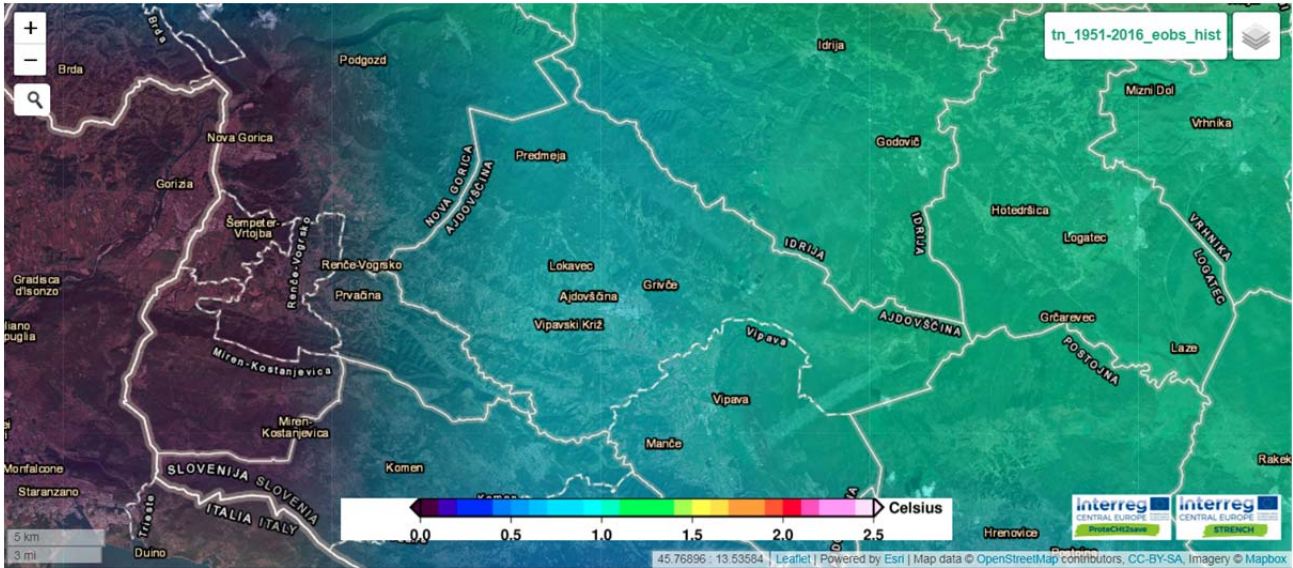 +
−
tn_1951-2016_eobs_hist
Brda
Brda
Podgozd
Idrija
Mizni Dol
Vrhnika
Nova Gorica
Predmeja
Godovič
Gorizia
NOVA GORICA
AJDOVŠČINA
IDRIJA
Hotedršica
Logatec
VRHNIKA
LOGATEC
Šempeter-
Vrtojba
Renče-Vogrsko
Renče-Vogrsko
Lokavec
IDRIJA
Gradisca
d'Isonzo
Prvačina
Ajdovščina
Grivče
Vipavski Križ
AJDOVŠČINA
Grčarevec
Laze
POSTOJNA
Vipava
Miren-Kostanjevica
Vipava
Miren-
Kostanjevica
Manče
Komen
Monfalcone
Staranzano
SLOVENIJA SLOVENIA
ITALIA ITALY
Trieste
Duino
Komen
Rakek
Hrenovice
Celsius
0.0 0.5 1.0 1.5 2.0 2.5
Interreg
CENTRAL EUROPE
ProteCHt2save
Interreg
CENTRAL EUROPE
STRENCH
5 km
3 mi
45.76896 : 13.53584 | Leaflet | Powered by Esri | Map data © OpenStreetMap contributors, CC-BY-SA, Imagery © Mapbox